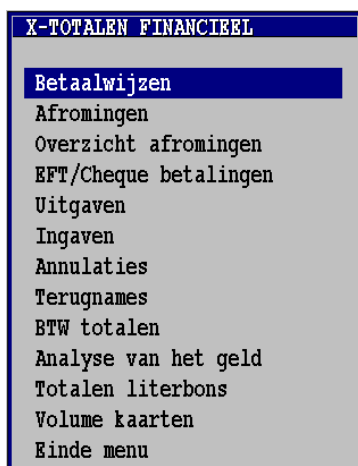 X-TOTALEN FINANCIEEL
Betaalwijzen
Afromingen
Overzicht afromingen
EFT/Cheque betalingen
Uitgaven
Ingaven
Annulaties
Terugnames
BTW totalen
Analyse van het geld
Totalen literbons
Volume kaarten
Einde menu